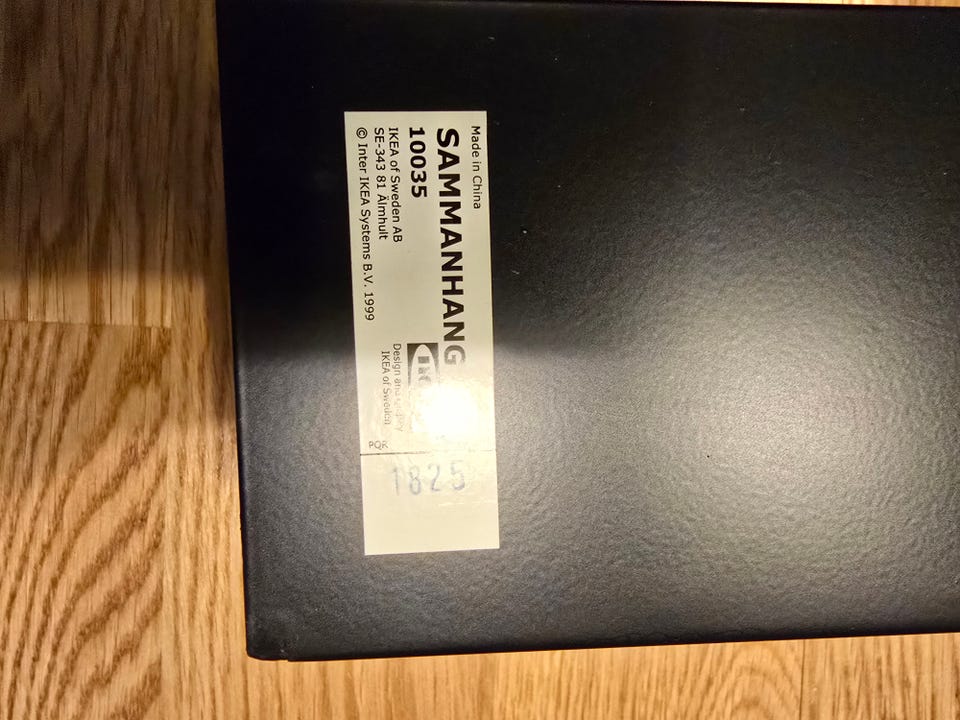 Made in China
SAMMANHANG
10035
IKEA of Sweden AB
SE-343 81 Älmhult
© Inter IKEA Systems B.V. 1999
Design and Quality
IKEA of Sweden
PQK
1825